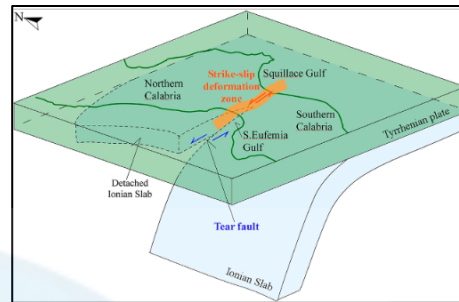 N
Strike-slip
deformation
zone
Squillace Gulf
Northern
Calabria
Southern
Calabria
S.Eufemia
Gulf
Tyrrhenian plate
Detached
Ionian Slab
Tear fault
Ionian Slab